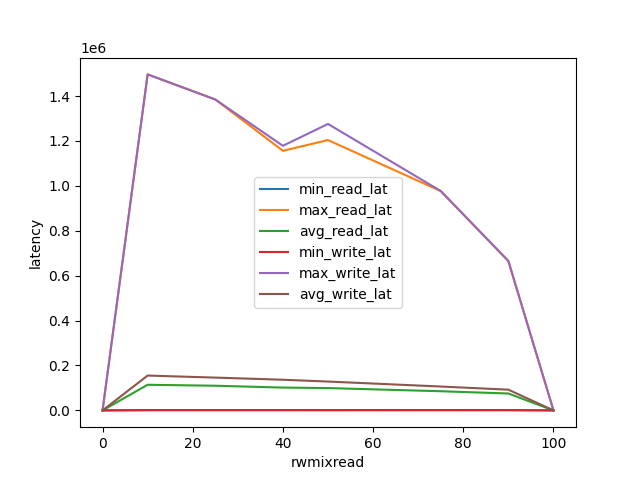 1e6
1.4
1.2
1.0
0.8
0.6
0.4
0.2
0.0
latency
min_read_lat
max_read_lat
avg_read_lat
min_write_lat
max_write_lat
avg_write_lat
0 20 40 60 80 100
rwmixread